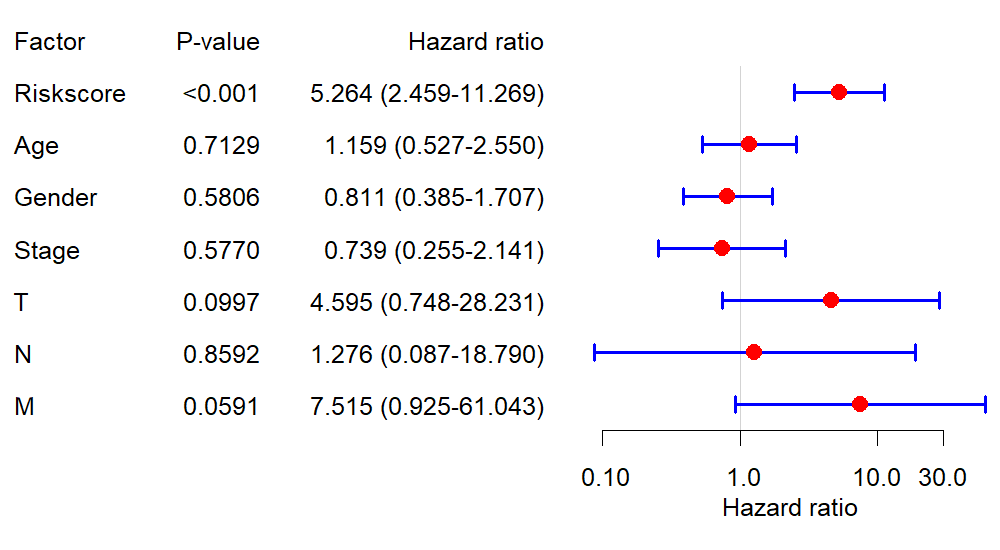 Factor P-value Hazard ratio
Riskscore <0.001 5.264 (2.459-11.269)
Age 0.7129 1.159 (0.527-2.550)
Gender 0.5806 0.811 (0.385-1.707)
Stage 0.5770 0.739 (0.255-2.141)
T 0.0997 4.595 (0.748-28.231)
N 0.8592 1.276 (0.087-18.790)
M 0.0591 7.515 (0.925-61.043)
0.10 1.0 10.0 30.0
Hazard ratio